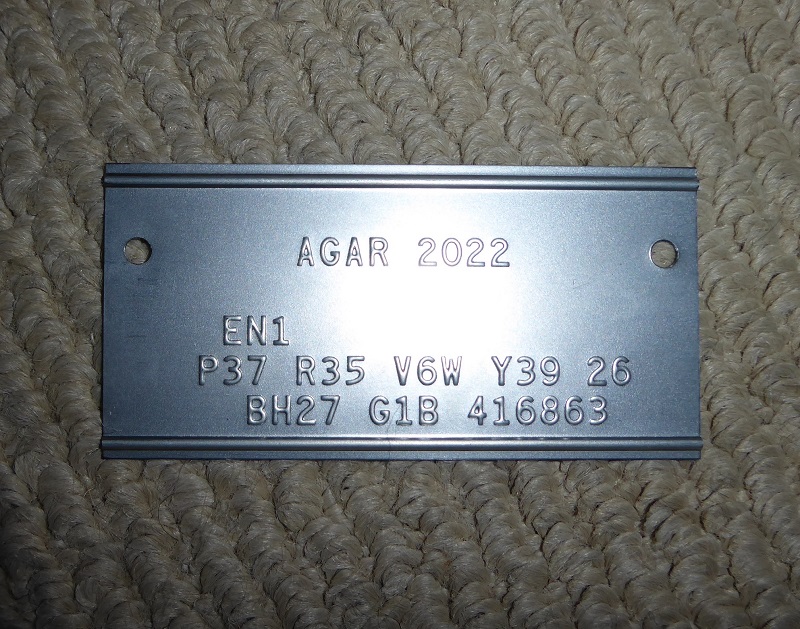 AGAR 2022
EN1
P37 R35 V6W Y39 26
BH27 G1B 416863